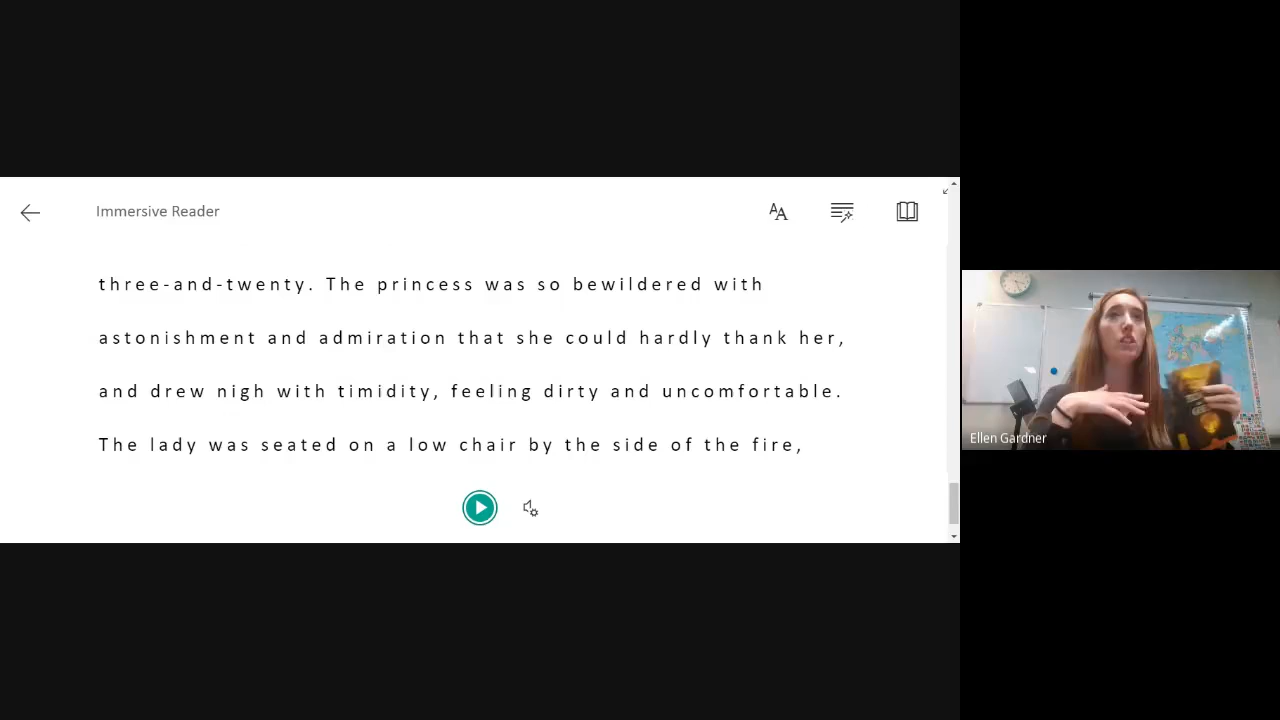 Immersive Reader
three-and-twenty. The princess was so bewildered with
astonishment and admiration that she could hardly thank her,
and drew nigh with timidity, feeling dirty and uncomfortable.
The lady was seated on a low chair by the side of the fire,
Ellen Gardner